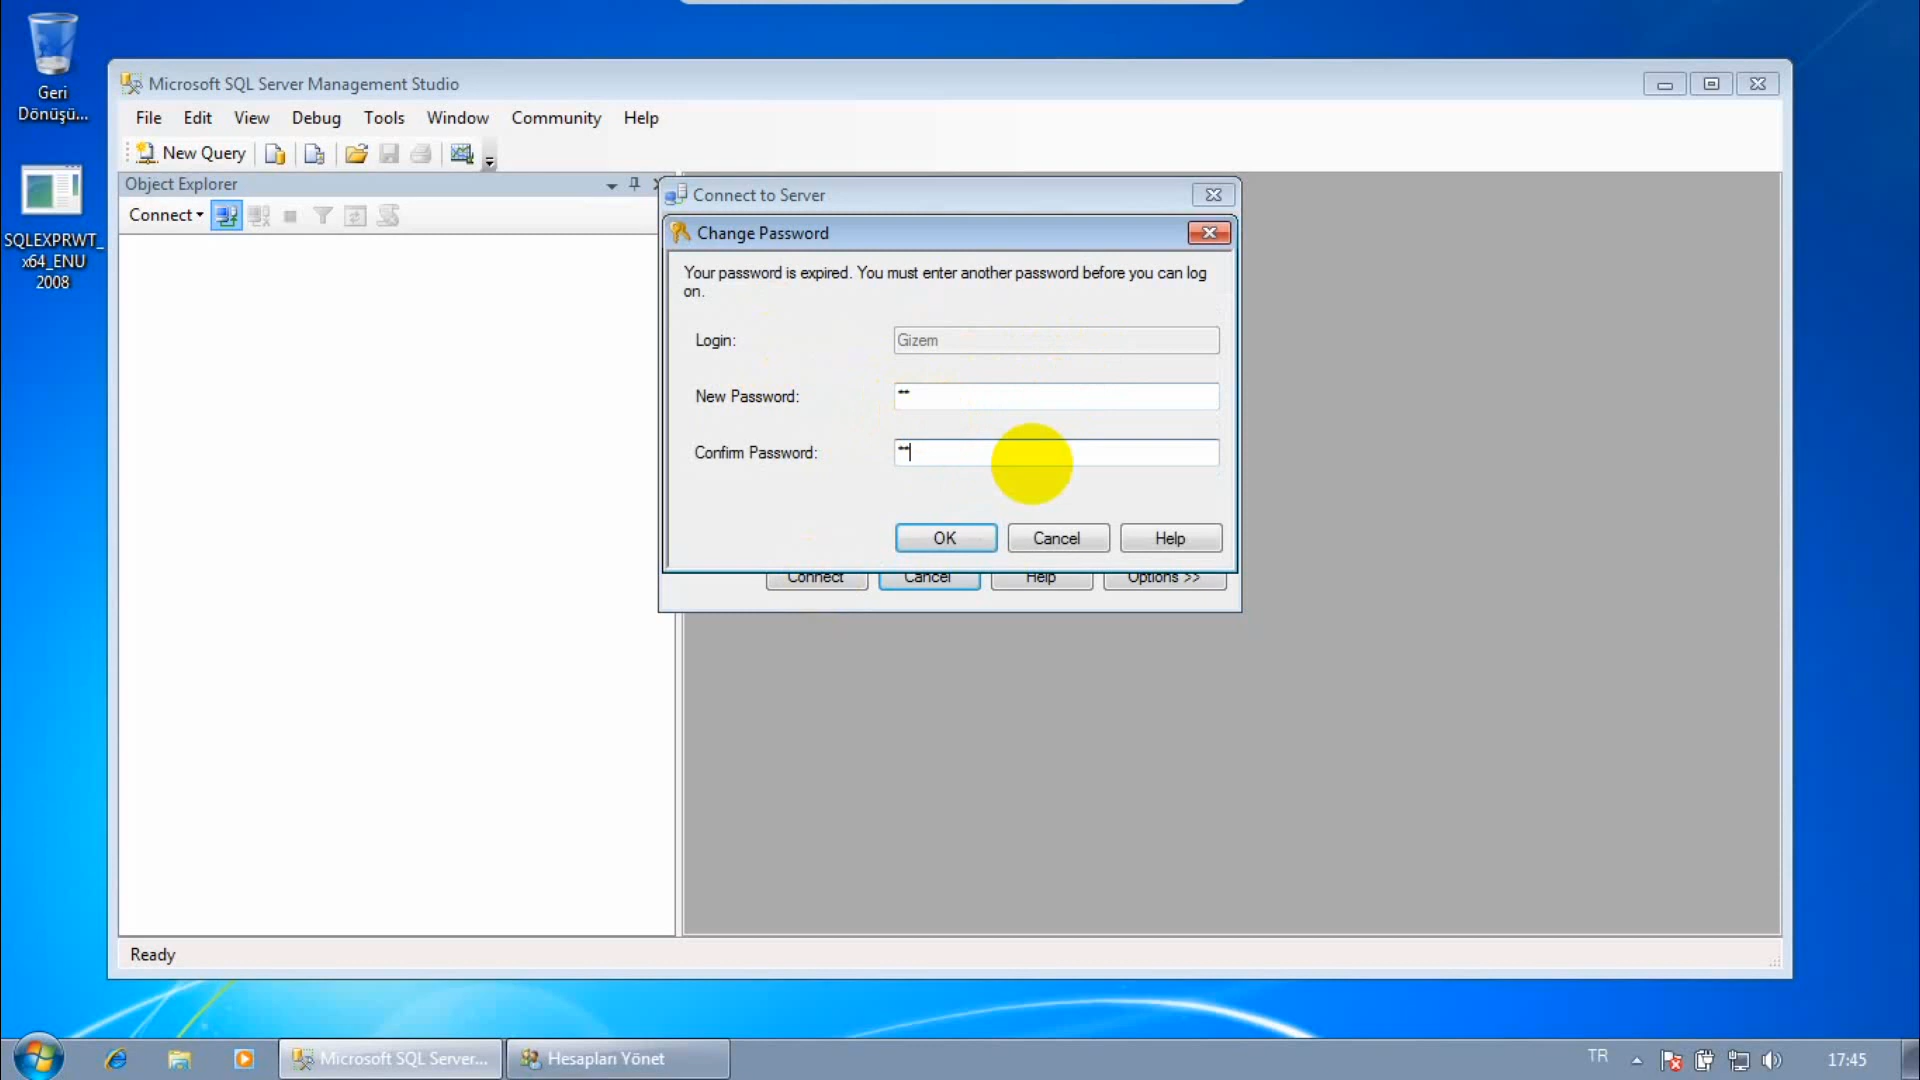 Geri
Dönüşü...
SQLEXPRWT_
x64_ENU
2008
Microsoft SQL Server Management Studio
File Edit View Debug Tools Window Community Help
New Query
Object Explorer
Connect
Connect to Server
Change Password
Your password is expired. You must enter another password before you can log
on.
Login: Gizem
New Password: **
Confirm Password: **
OK Cancel Help
Connect Cancel Help Options >>
Ready
Microsoft SQL Server... Hesapları Yönet TR 17:45